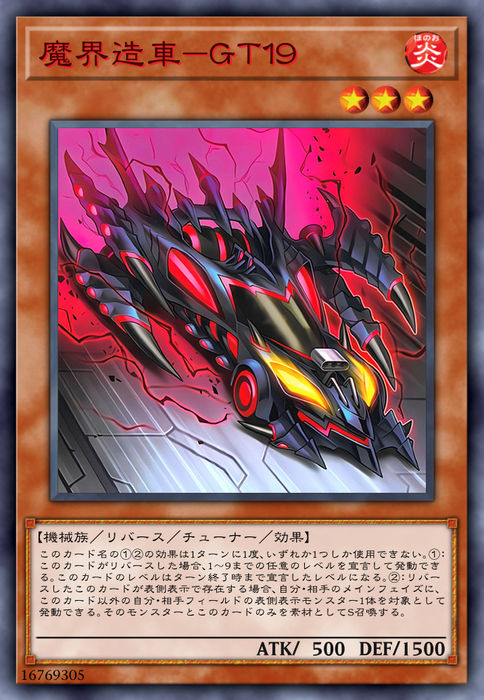 魔界造車－GT19
ほのお
炎
【機械族／リバース／チューナー／効果】
このカード名の①②の効果は1ターンに1度、いずれか1つしか使用できない。①:
このカードがリバースした場合、1～9までの任意のレベルを宣言して発動でき
る。このカードのレベルはターン終了時まで宣言したレベルになる。②:リバー
スしたこのカードが表側表示で存在する場合、自分・相手のメインフェイズに、
このカード以外の自分・相手フィールドの表側表示モンスター1体を対象として
発動できる。そのモンスターとこのカードのみを素材としてS召喚する。
ATK/ 500 DEF/1500
16769305